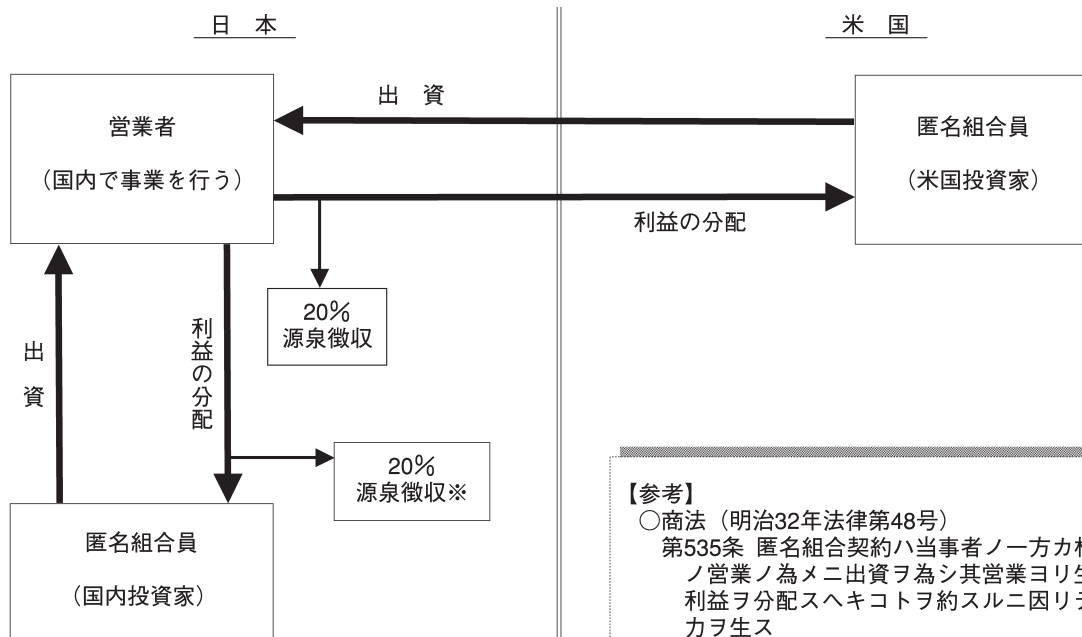 日 本
米 国
営業者
（国内で事業を行う）
出 資
匿名組合員
（米国投資家）
利益の分配
20％
源泉徴収
出 資
利益の分配
20％
源泉徴収※
匿名組合員
（国内投資家）
【参考】
○商法（明治32年法律第48号）
第535条 匿名組合契約ハ当事者ノ一方カ
ノ営業ノ為メニ出資ヲ為シ其営業ヨリ
利益ヲ分配スヘキコトヲ約スルニ因リ
力ヲ生ス